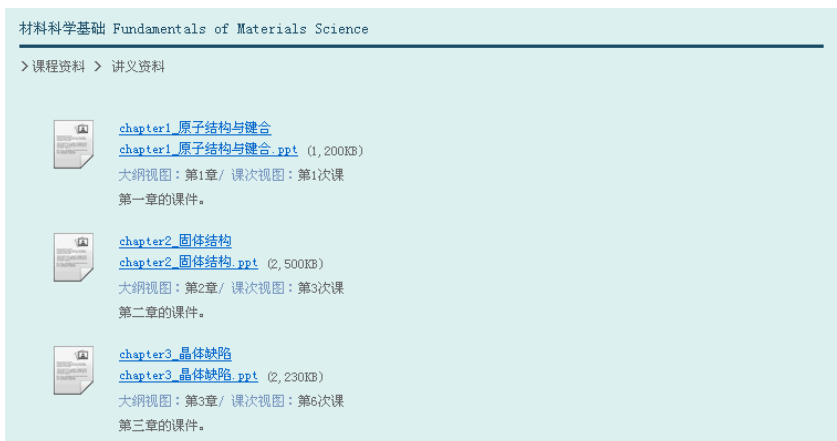 材料科学基础 Fundamentals of Materials Science
>课程资料 > 讲义资料
chapter1_原子结构与键合
chapter1_原子结构与键合.ppt (1,200KB)
大纲视图：第1章/ 课次视图：第1次课
第一章的课件。
chapter2_固体结构
chapter2_固体结构.ppt (2,500KB)
大纲视图：第2章/ 课次视图：第3次课
第二章的课件。
chapter3_晶体缺陷
chapter3_晶体缺陷.ppt (2,230KB)
大纲视图：第3章/ 课次视图：第6次课
第三章的课件。